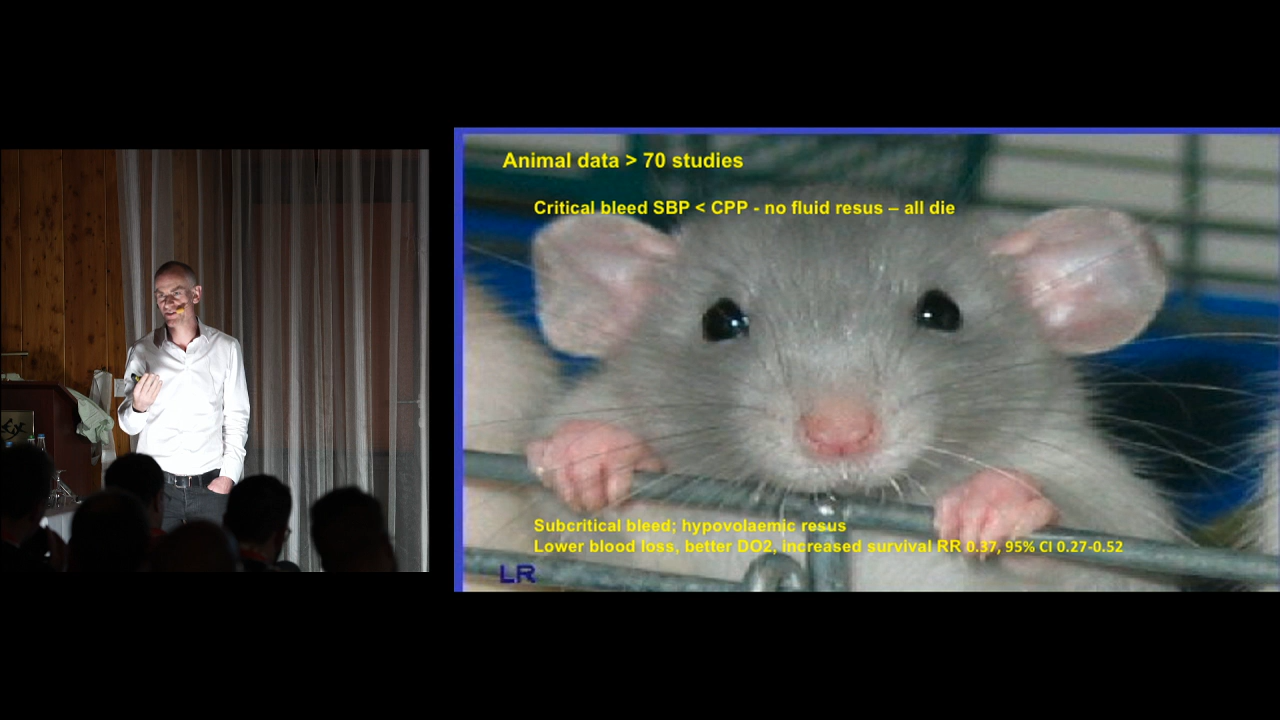 Animal data > 70 studies
Critical bleed SBP < CPP - no fluid resus – all die
Subcritical bleed; hypovolaemic resus
Lower blood loss, better DO2, increased survival RR 0.37, 95% CI 0.27-0.52
LR